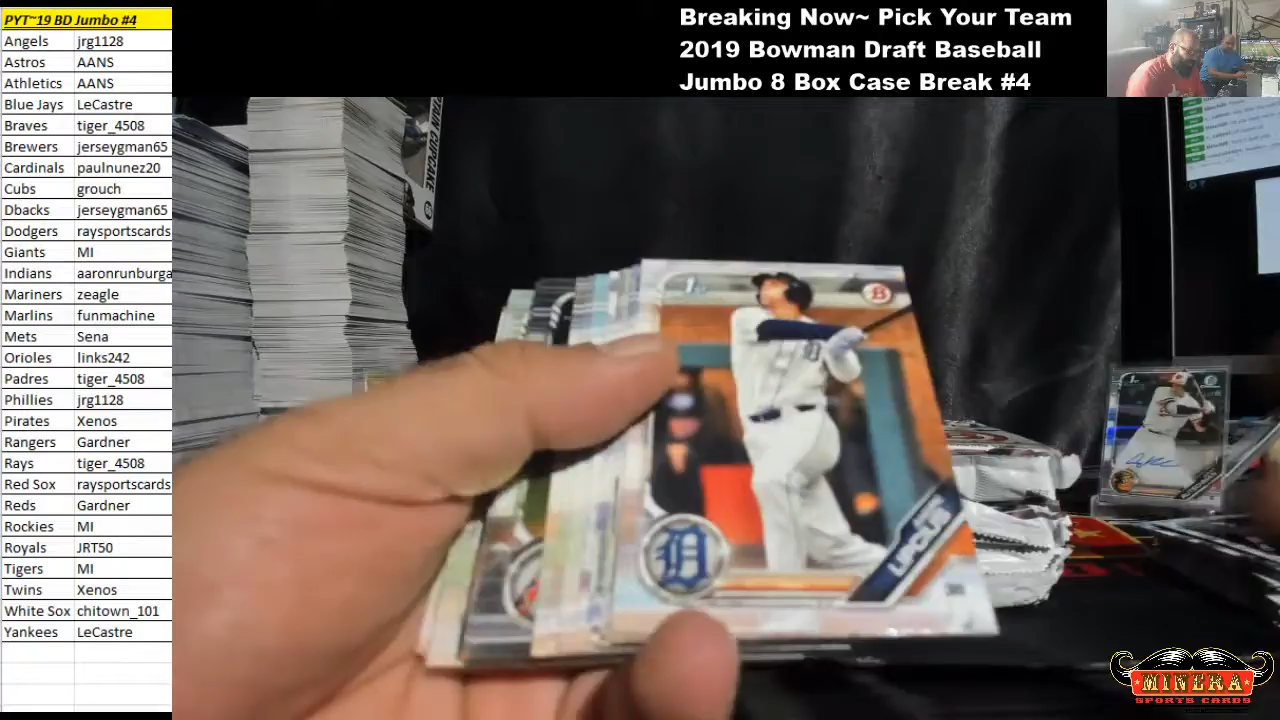 PYT~19 BD Jumbo #4
Angels jrg1128
Astros AANS
Athletics AANS
Blue Jays LeCastre
Braves tiger_4508
Brewers jerseygman65
Cardinals paulnunez20
Cubs grouch
Dbacks jerseygman65
Dodgers raysportscards
Giants MI
Indians aaronrunburga
Mariners zeagle
Marlins funmachine
Mets Sena
Orioles links242
Padres tiger_4508
Phillies jrg1128
Pirates Xenos
Rangers Gardner
Rays tiger_4508
Red Sox raysportscards
Reds Gardner
Rockies MI
Royals JRT50
Tigers MI
Twins Xenos
White Sox chitown_101
Yankees LeCastre
Breaking Now~ Pick Your Team
2019 Bowman Draft Baseball
Jumbo 8 Box Case Break #4
CUPCAKE
1st
B
D
LIPCIUS
1st
MINERA
SPORTS CARDS